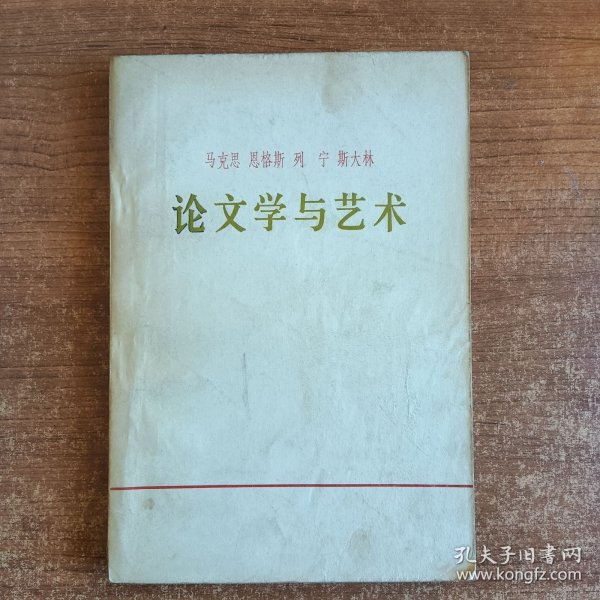 马克思 恩格斯 列 宁 斯大林
论文学与艺术
孔夫子旧书网
www.kongfz.com